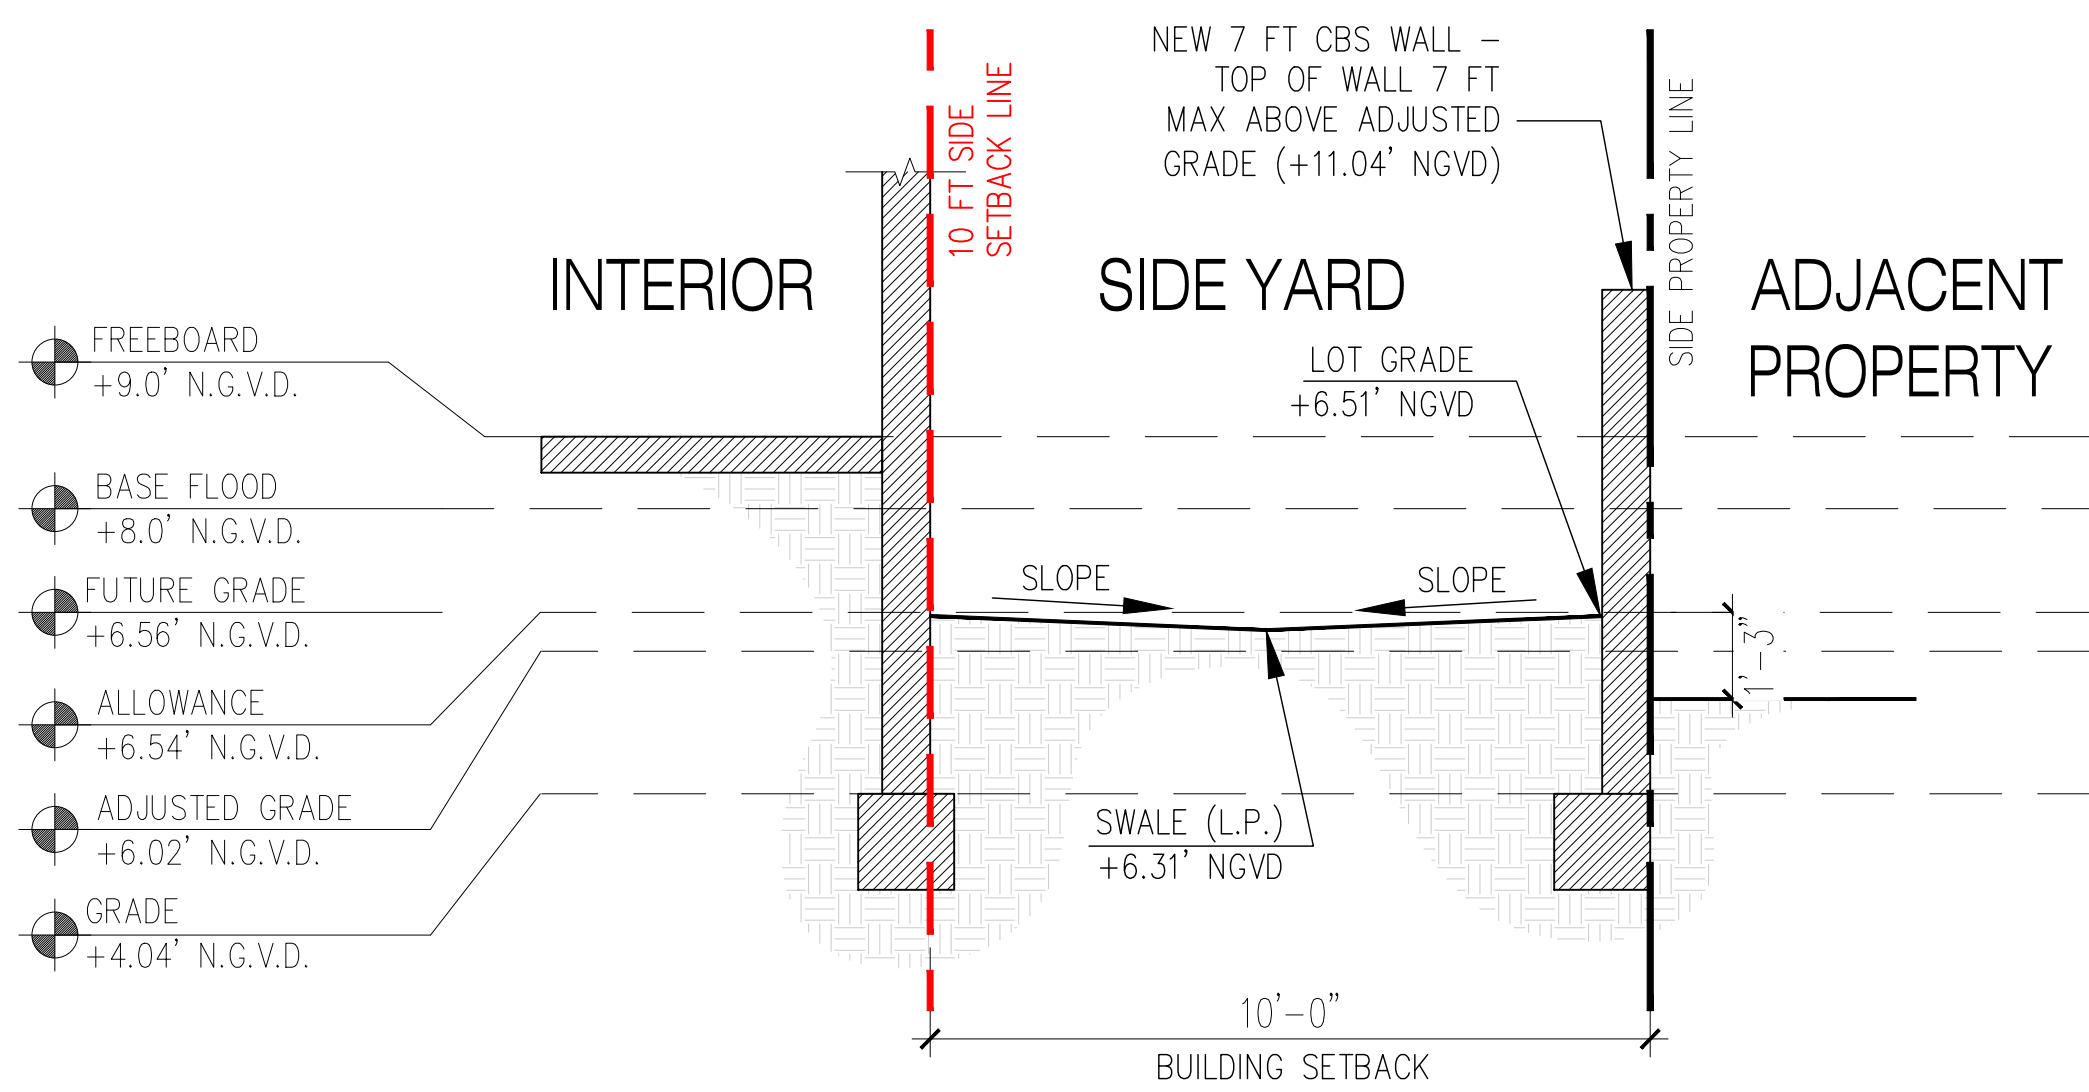 NEW 7 FT CBS WALL –
TOP OF WALL 7 FT
MAX ABOVE ADJUSTED
GRADE (+11.04' NGVD)
10 FT SIDE
SETBACK LINE
SIDE PROPERTY LINE
INTERIOR
SIDE YARD
ADJACENT
PROPERTY
FREEBOARD
+9.0' N.G.V.D.
LOT GRADE
+6.51' NGVD
BASE FLOOD
+8.0' N.G.V.D.
SLOPE
SLOPE
FUTURE GRADE
+6.56' N.G.V.D.
1'-3"
ALLOWANCE
+6.54' N.G.V.D.
ADJUSTED GRADE
+6.02' N.G.V.D.
SWALE (L.P.)
+6.31' NGVD
GRADE
+4.04' N.G.V.D.
10'-0"
BUILDING SETBACK